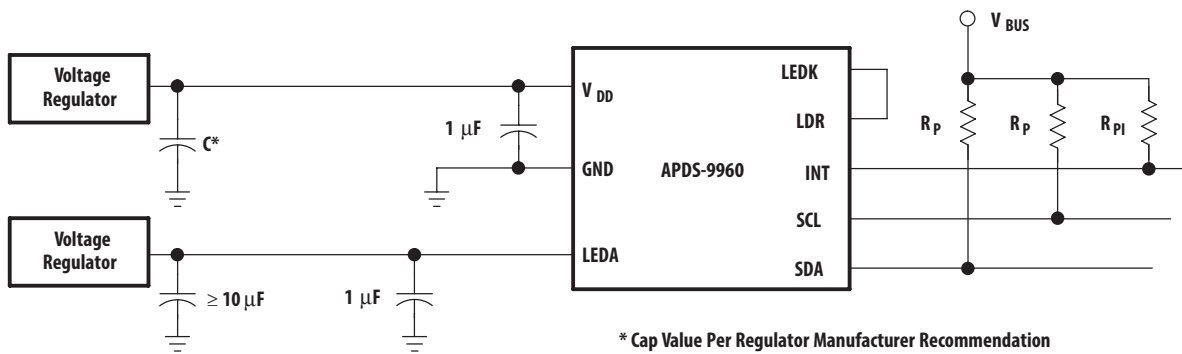 V BUS
Voltage
Regulator
C*
1 μF
V DD
GND
LEDA
APDS-9960
LEDK
LDR
INT
SCL
SDA
R P
R P
R PI
Voltage
Regulator
≥ 10 μF
1 μF
* Cap Value Per Regulator Manufacturer Recommendation